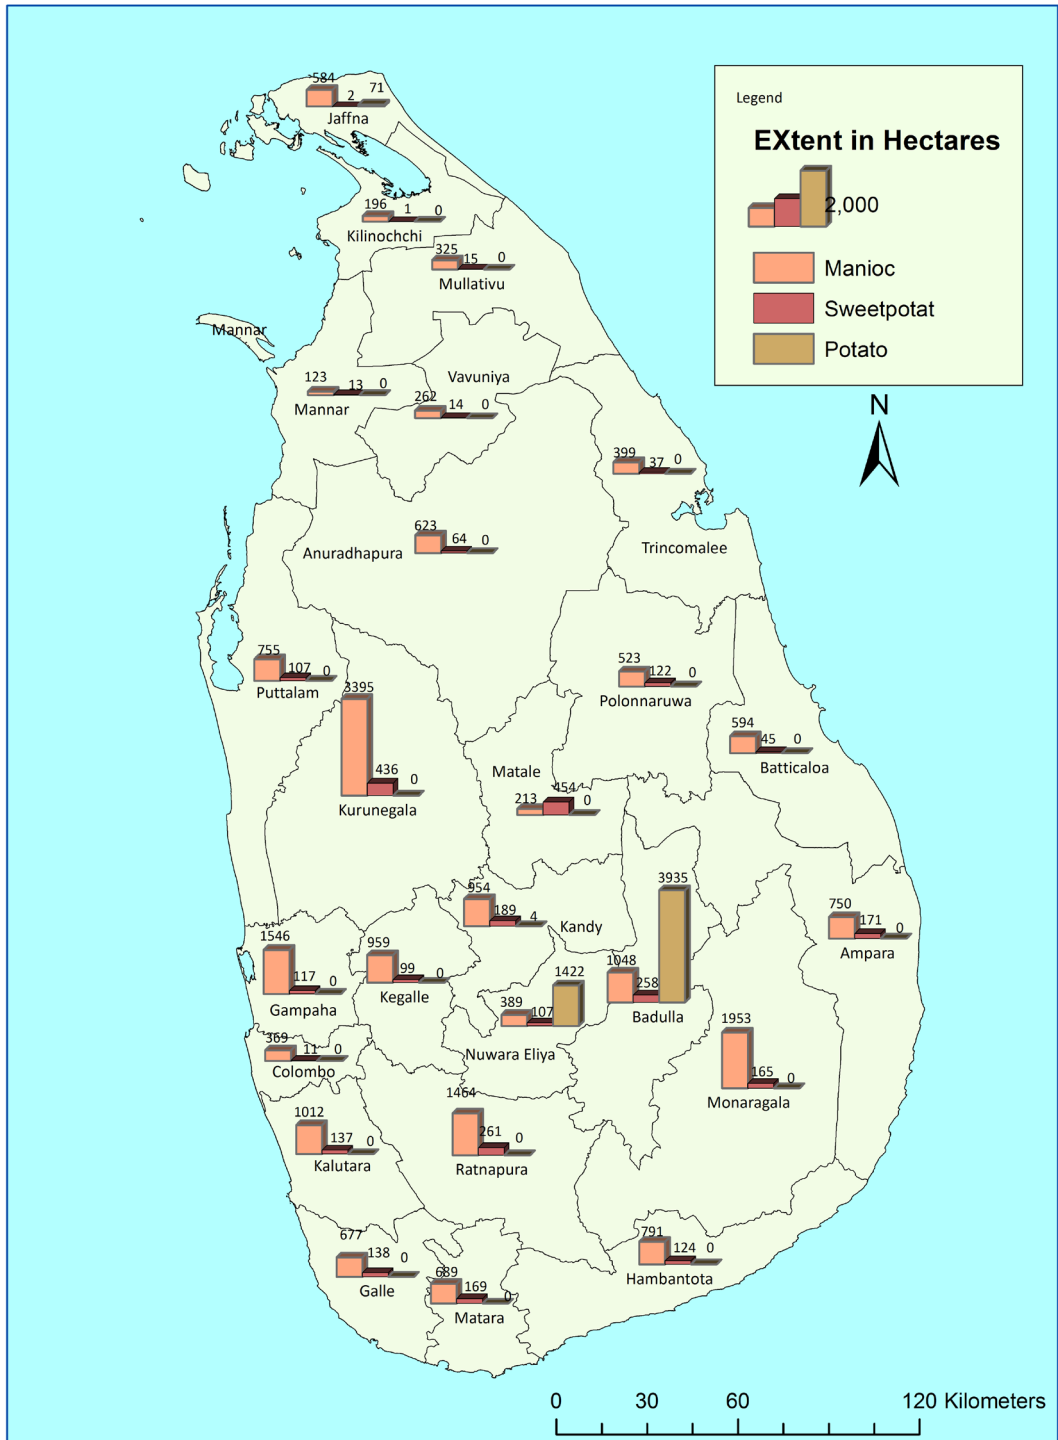 584 2 71
Jaffna
Legend
EXtent in Hectares
2,000
Manioc
Sweetpotat
Potato
N
196 1 0
Kilinochchi
325 15 0
Mullativu
Mannar
123 13 0
Mannar
Vavuniya
262 14 0
399 37 0
Trincomalee
623 64 0
Anuradhapura
755 107 0
Puttalam
523 122 0
Polonnaruwa
3395 436 0
Kurunegala
594 45 0
Batticaloa
Matale
213 454 0
954 189 4
Kandy
3935
1048 258
Badulla
750 171 0
Ampara
1546 117 0
Gampaha
959 99 0
Kegalle
389 107 1422
Nuwara Eliya
369 11 0
Colombo
1953 165 0
Monaragala
1012 137 0
Kalutara
1464 261 0
Ratnapura
677 138 0
Galle
689 169 0
Matara
791 124 0
Hambantota
0 30 60 120 Kilometers